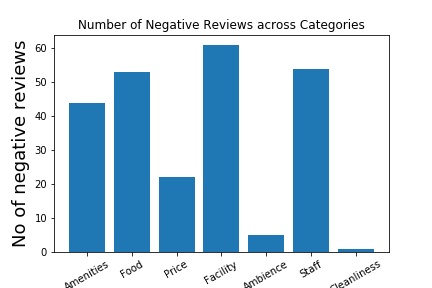 Number of Negative Reviews across Categories
No of negative reviews
60
50
40
30
20
10
0
Amenities
Food
Price
Facility
Ambience
Staff
Cleanliness